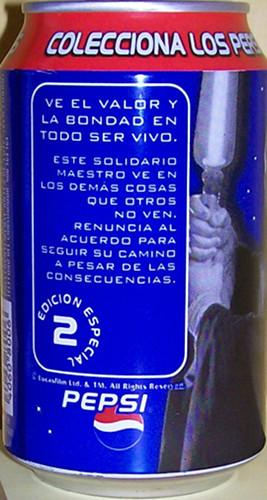 COLECCIONA LOS PEPSI
VE EL VALOR Y
LA BONDAD EN
TODO SER VIVO.
ESTE SOLIDARIO
MAESTRO VE EN
LOS DEMÁS COSAS
QUE OTROS
NO VEN.
RENUNCIA AL
ACUERDO PARA
SEGUIR SU CAMINO
A PESAR DE LAS
CONSECUENCIAS.
EDICION ESPECIAL
2
© Lucasfilm Ltd. & TM. All Rights Reserved
PEPSI